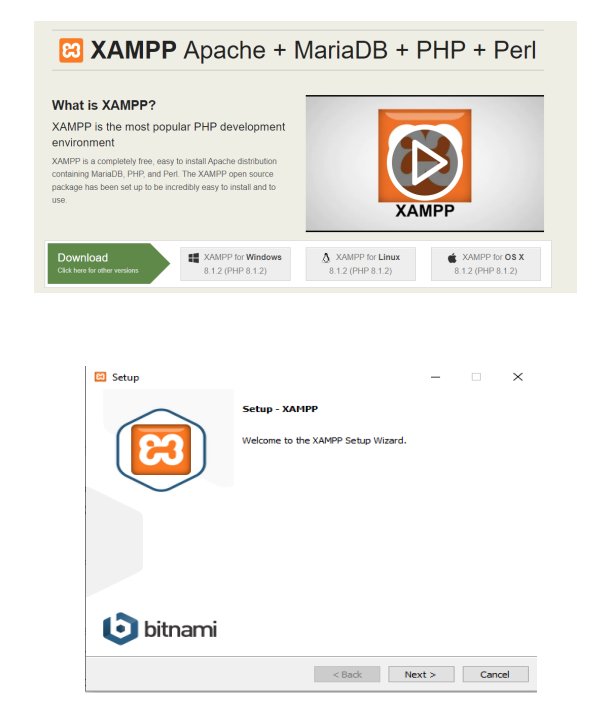 XAMPP Apache + MariaDB + PHP + Perl
What is XAMPP?
XAMPP is the most popular PHP development
environment
XAMPP is a completely free, easy to install Apache distribution
containing MariaDB, PHP, and Perl. The XAMPP open source
package has been set up to be incredibly easy to install and to
use.
XAMPP
Download
Click here for other versions
XAMPP for Windows
8.1.2 (PHP 8.1.2)
XAMPP for Linux
8.1.2 (PHP 8.1.2)
XAMPP for OS X
8.1.2 (PHP 8.1.2)
Setup
Setup - XAMPP
Welcome to the XAMPP Setup Wizard.
bitnami
< Back
Next >
Cancel